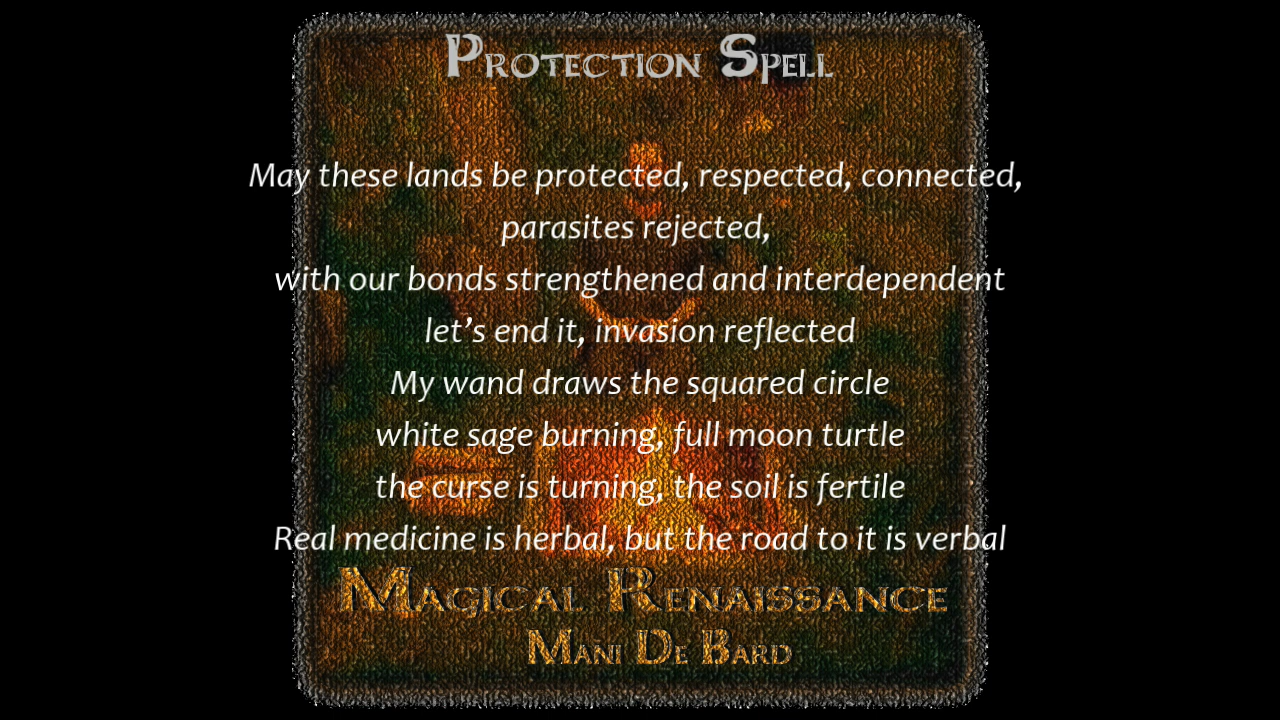 Protection Spell
May these lands be protected, respected, connected,
parasites rejected,
with our bonds strengthened and interdependent
let’s end it, invasion reflected
My wand draws the squared circle
white sage burning, full moon turtle
the curse is turning, the soil is fertile
Real medicine is herbal, but the road to it is verbal
Magical Renaissance
Mani De Bard